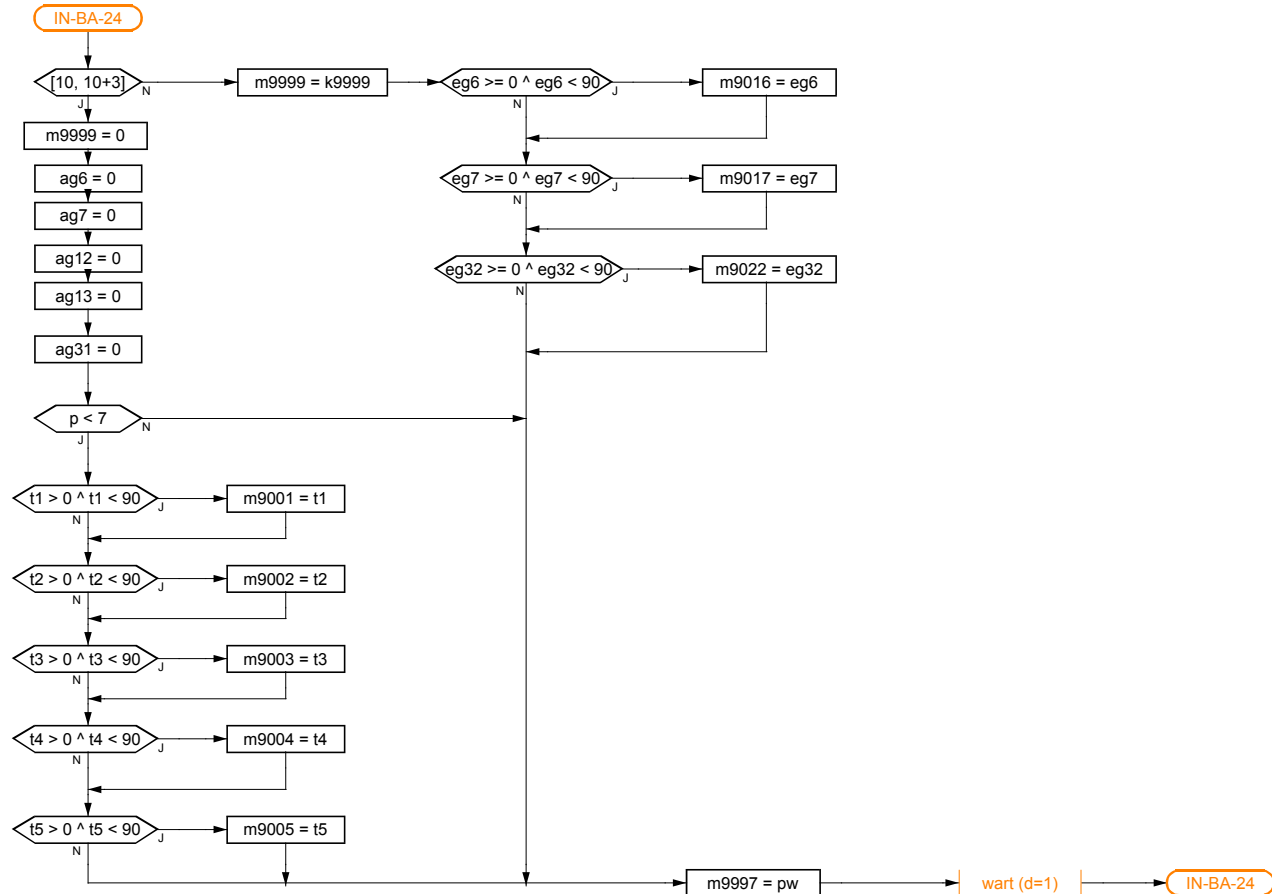 IN-BA-24
[10, 10+3]
N
J
m9999 = k9999
eg6 >= 0 ^ eg6 < 90
J
N
m9016 = eg6
m9999 = 0
ag6 = 0
eg7 >= 0 ^ eg7 < 90
J
N
m9017 = eg7
ag7 = 0
ag12 = 0
eg32 >= 0 ^ eg32 < 90
J
N
m9022 = eg32
ag13 = 0
ag31 = 0
p < 7
N
J
t1 > 0 ^ t1 < 90
J
N
m9001 = t1
t2 > 0 ^ t2 < 90
J
N
m9002 = t2
t3 > 0 ^ t3 < 90
J
N
m9003 = t3
t4 > 0 ^ t4 < 90
J
N
m9004 = t4
t5 > 0 ^ t5 < 90
J
N
m9005 = t5
m9997 = pw
wart (d=1)
IN-BA-24